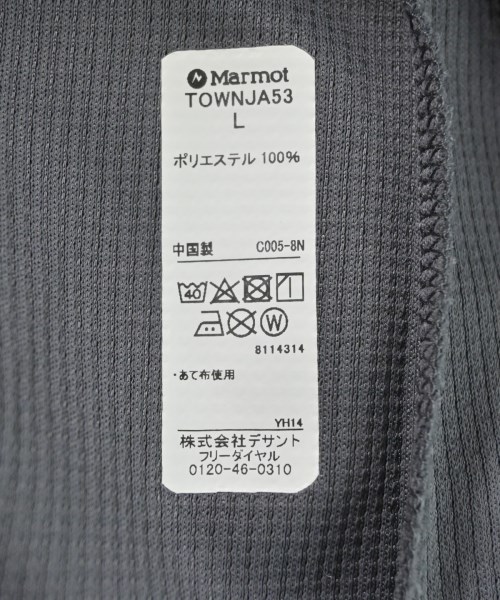 Marmot
TOWNJA53
L
ポリエステル 100%
中国製 C005-8N
40
W
8114314
・あて布使用
YH14
株式会社デサント
フリーダイヤル
0120-46-0310